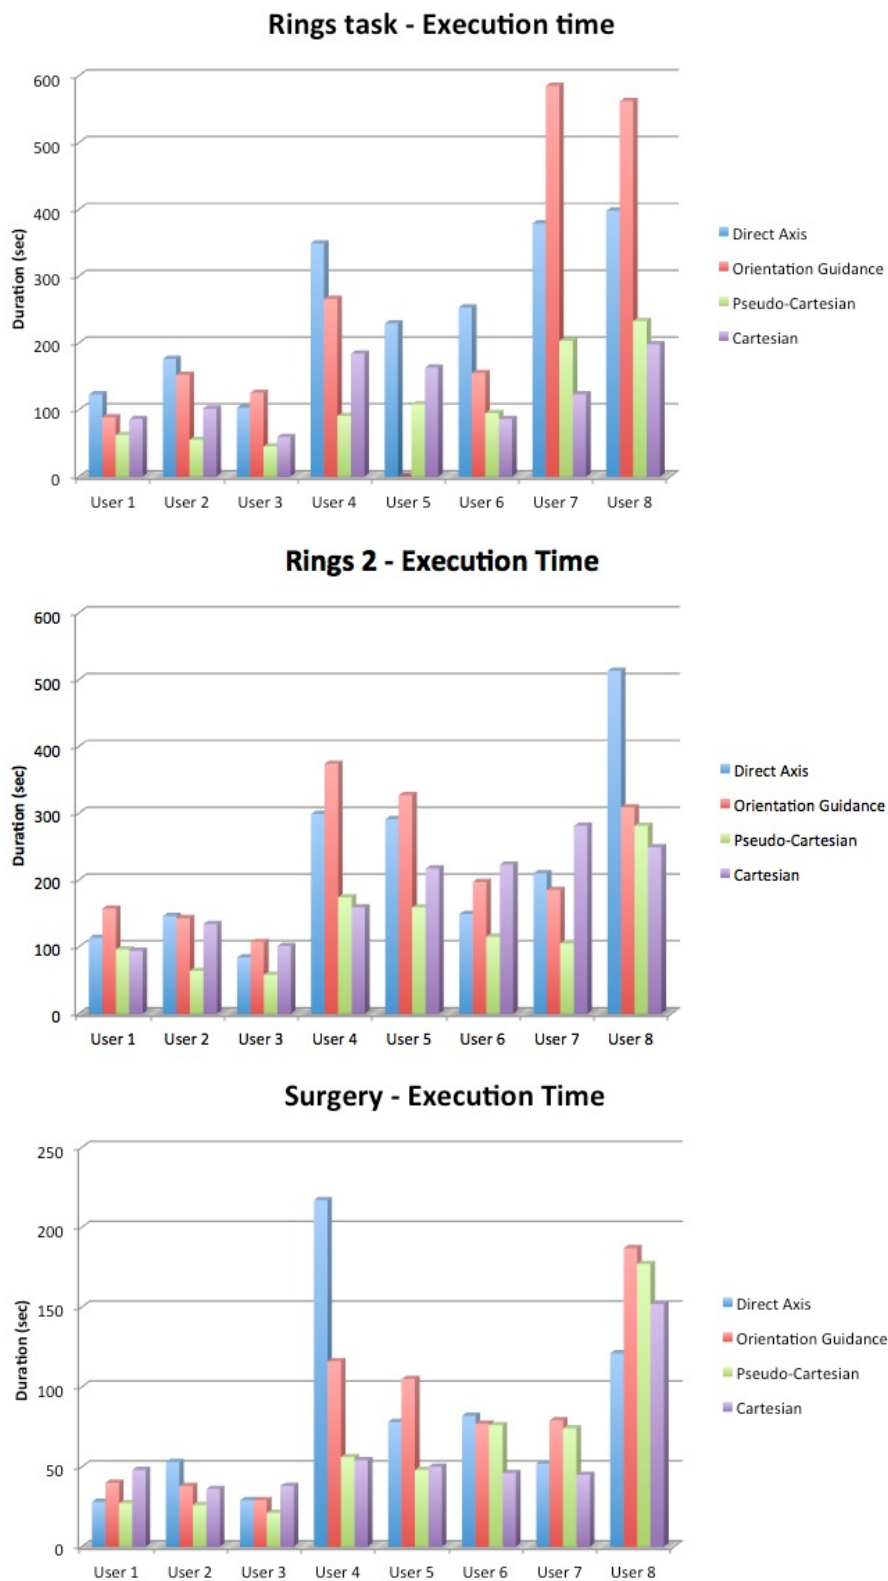 Rings task - Execution time
600
500
400
300
200
100
0
Duration (sec)
User 1 User 2 User 3 User 4 User 5 User 6 User 7 User 8
Direct Axis
Orientation Guidance
Pseudo-Cartesian
Cartesian
Rings 2 - Execution Time
600
500
400
300
200
100
0
Duration (sec)
User 1 User 2 User 3 User 4 User 5 User 6 User 7 User 8
Direct Axis
Orientation Guidance
Pseudo-Cartesian
Cartesian
Surgery - Execution Time
250
200
150
100
50
0
Duration (sec)
User 1 User 2 User 3 User 4 User 5 User 6 User 7 User 8
Direct Axis
Orientation Guidance
Pseudo-Cartesian
Cartesian